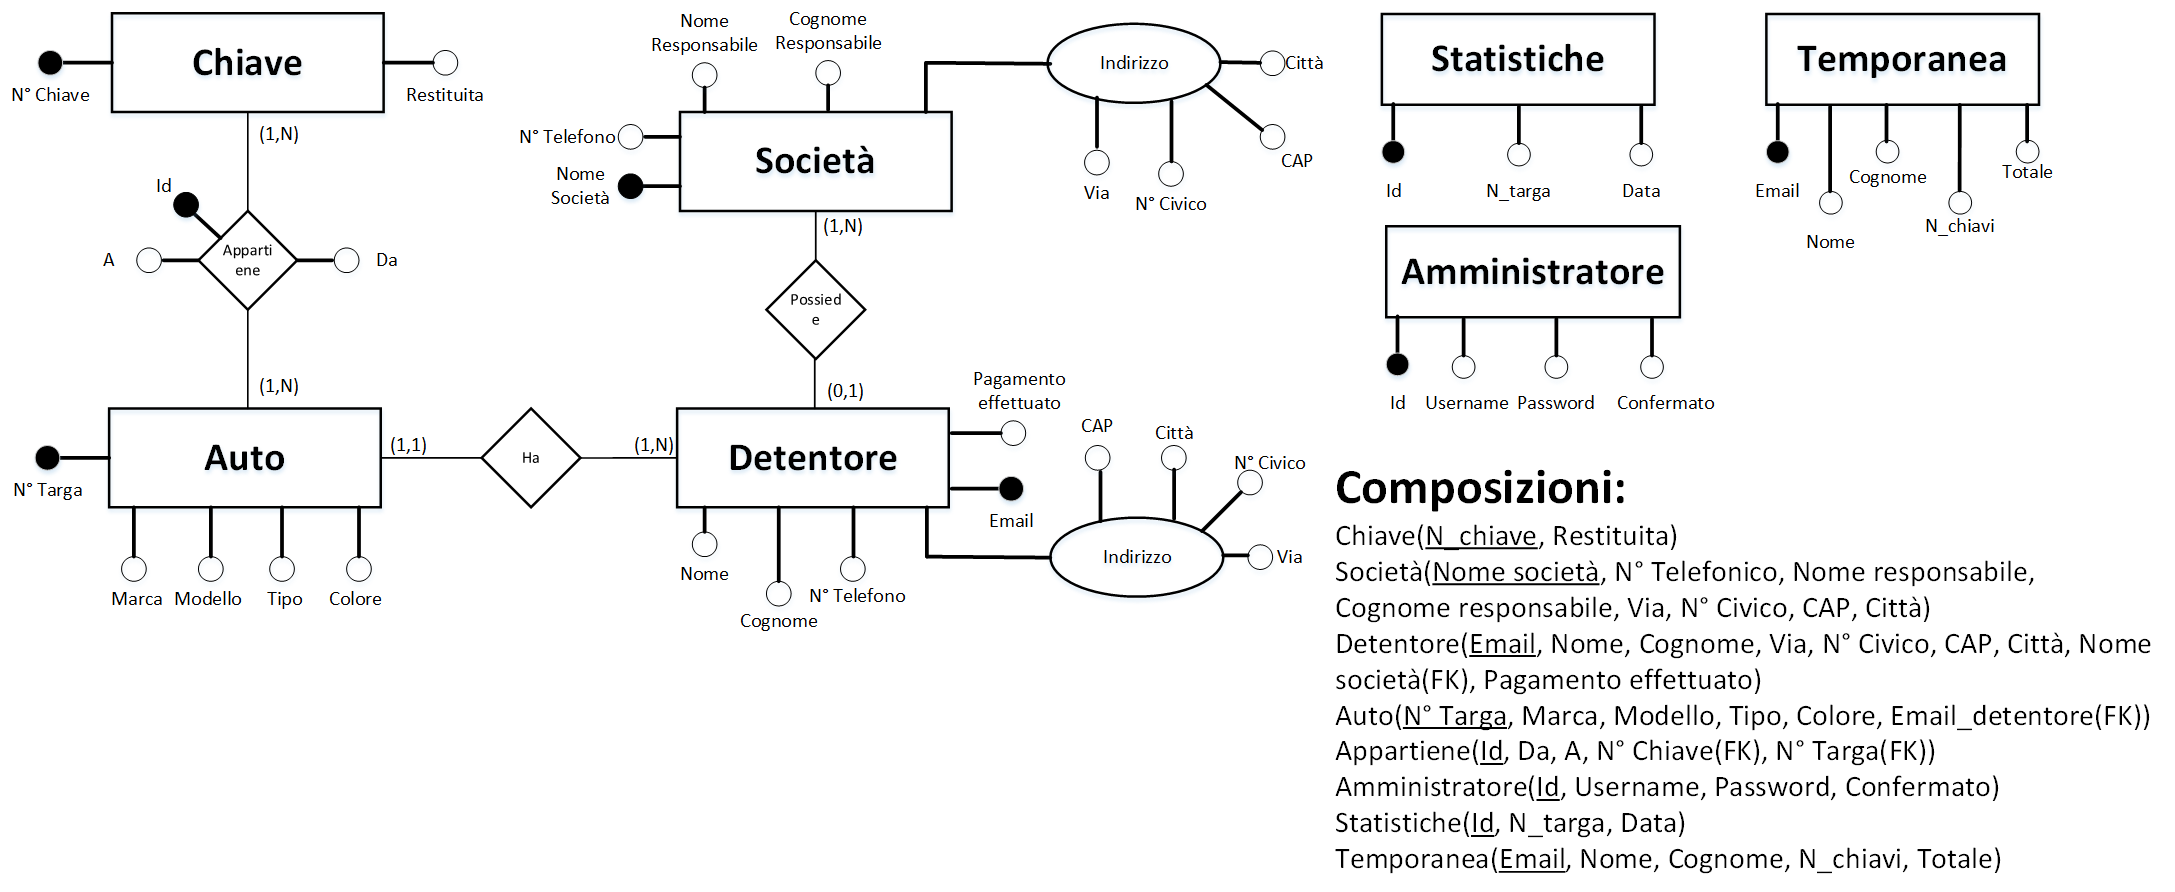 Chiave
N° Chiave
Restituita
(1,N)
Id
A
Apparti
ene
Da
(1,N)
Auto
N° Targa
Marca
Modello
Tipo
Colore
(1,1)
Ha
(1,N)
Nome
Responsabile
Cognome
Responsabile
N° Telefono
Nome
Società
Società
Indirizzo
Città
CAP
N° Civico
Via
(1,N)
Possied
e
(0,1)
Detentore
Pagamento
effettuato
Email
Nome
Cognome
N° Telefono
CAP
Città
N° Civico
Via
Indirizzo
Statistiche
Id
N_targa
Data
Temporanea
Email
Nome
Cognome
N_chiavi
Totale
Amministratore
Id
Username
Password
Confermato
Composizioni:
Chiave(N_chiave, Restituita)
Società(Nome società, N° Telefonico, Nome responsabile,
Cognome responsabile, Via, N° Civico, CAP, Città)
Detentore(Email, Nome, Cognome, Via, N° Civico, CAP, Città, Nome
società(FK), Pagamento effettuato)
Auto(N° Targa, Marca, Modello, Tipo, Colore, Email_detentore(FK))
Appartiene(Id, Da, A, N° Chiave(FK), N° Targa(FK))
Amministratore(Id, Username, Password, Confermato)
Statistiche(Id, N_targa, Data)
Temporanea(Email, Nome, Cognome, N_chiavi, Totale)